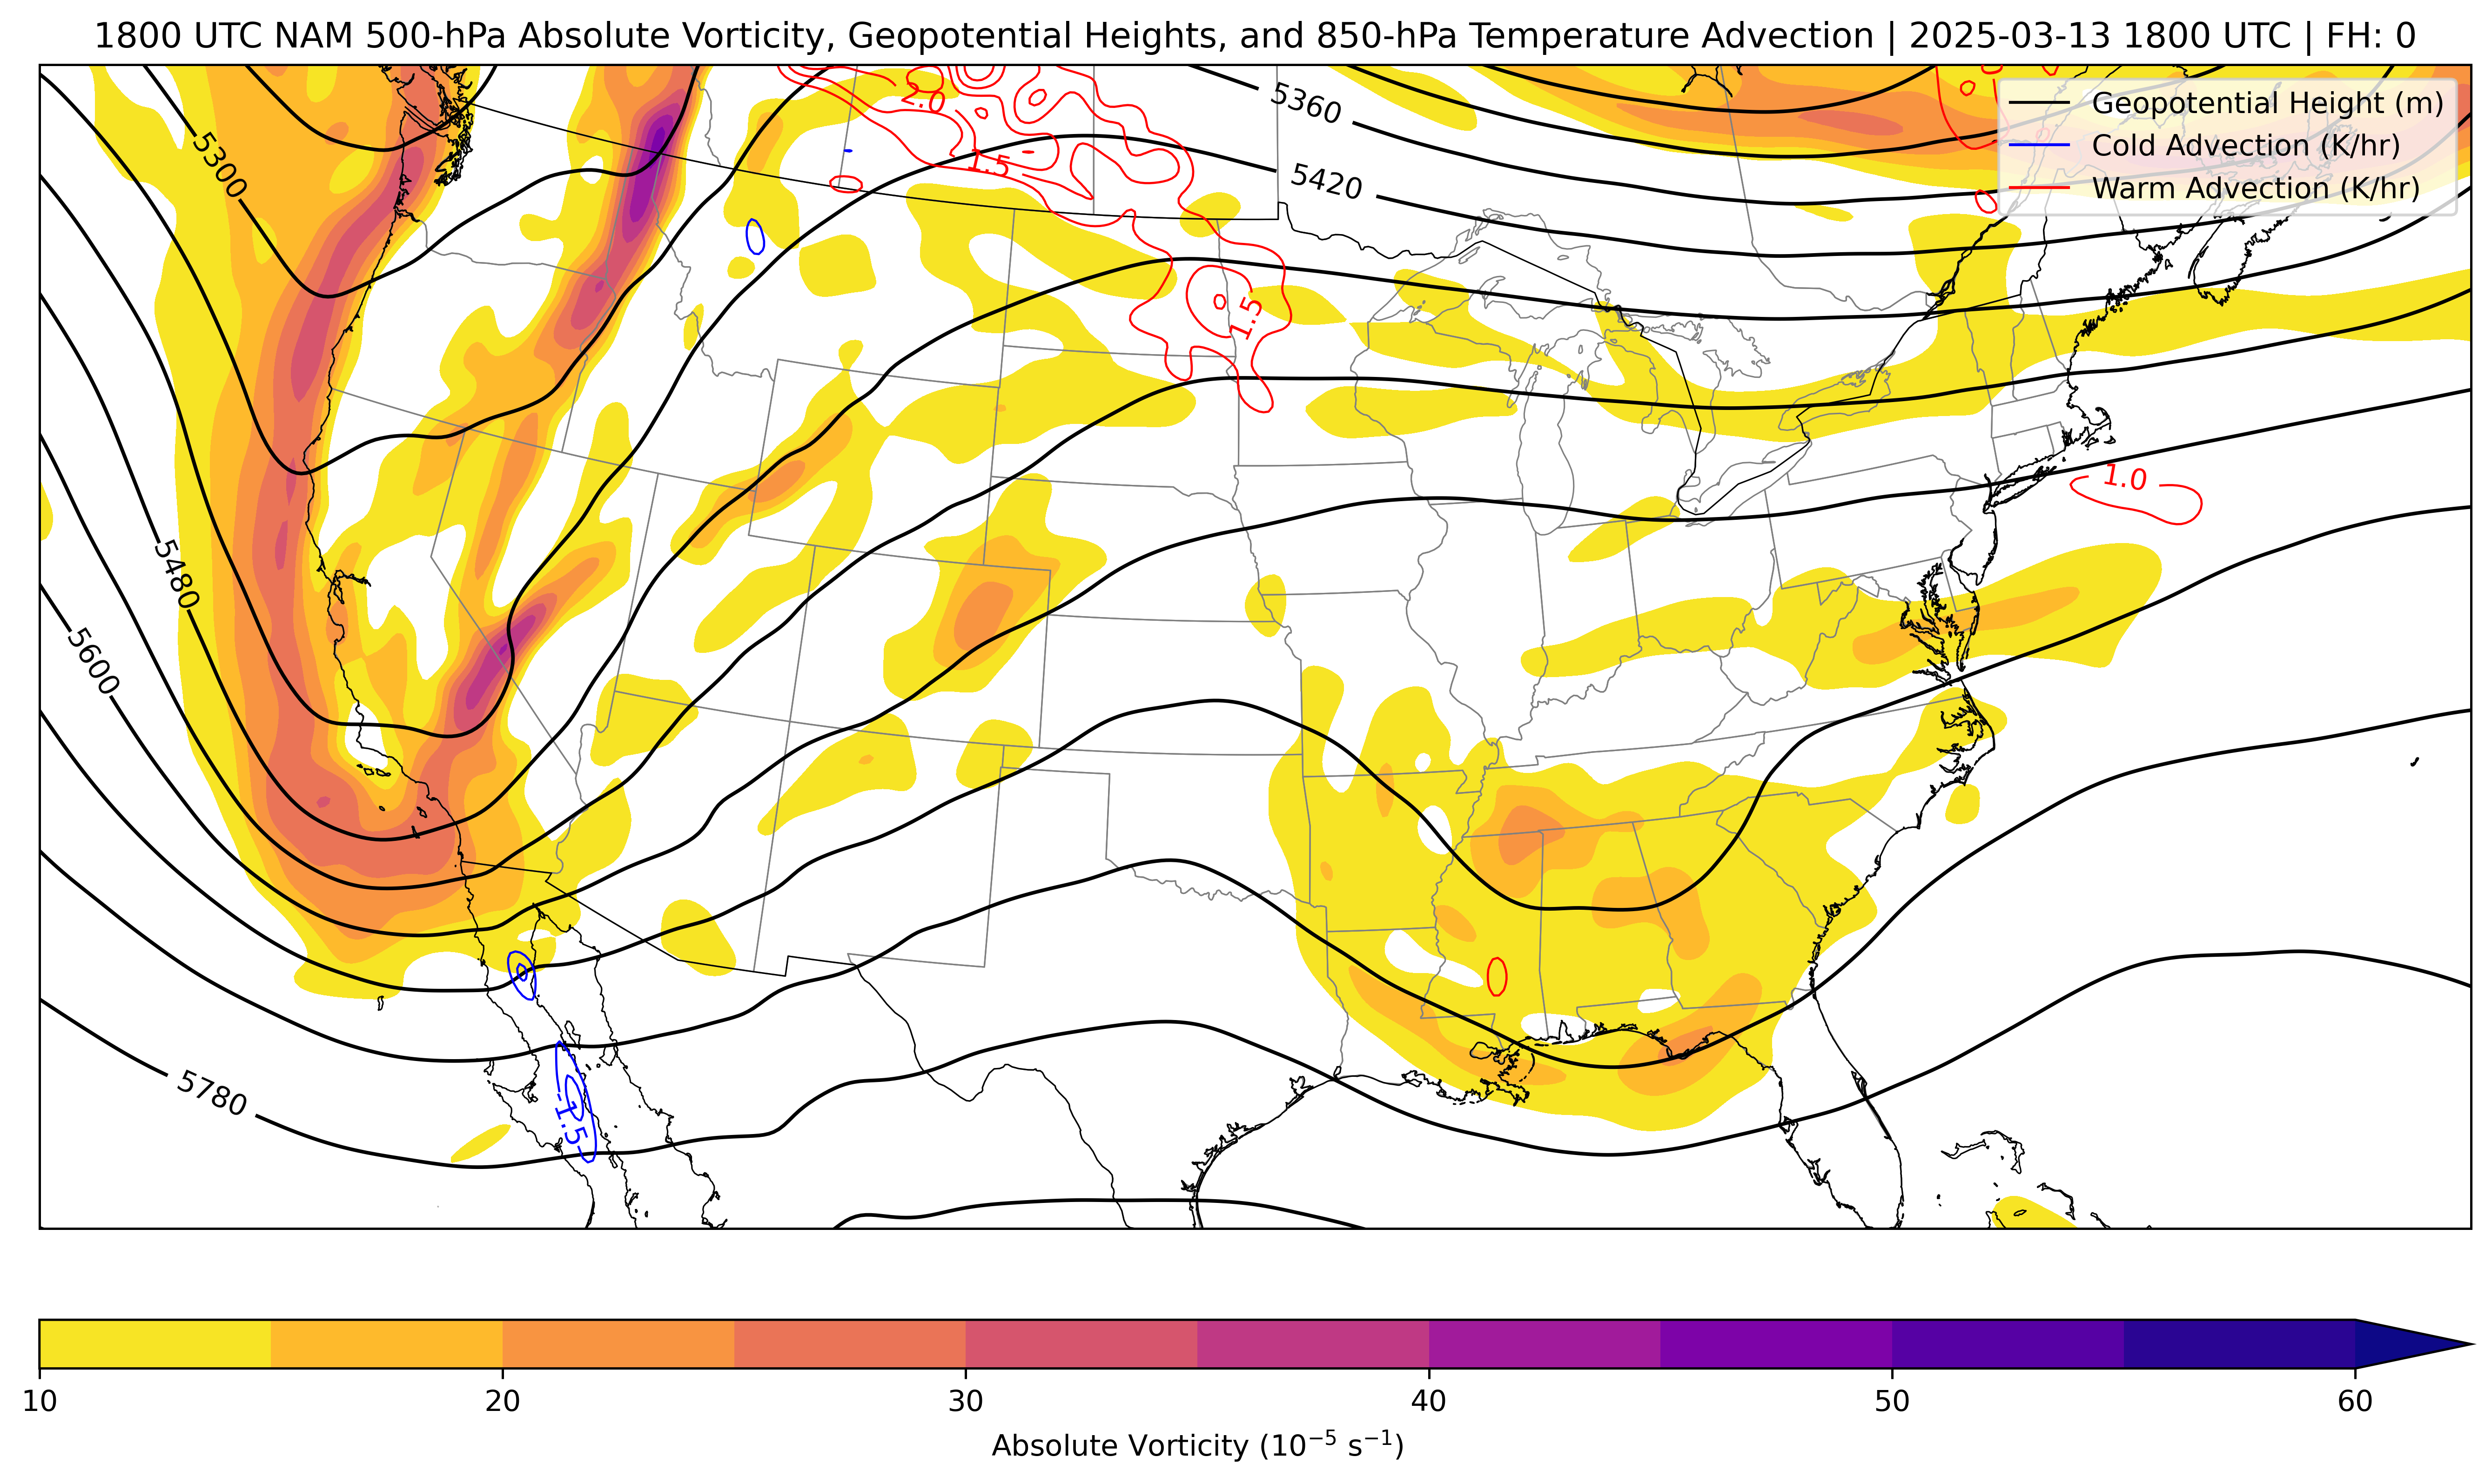 1800 UTC NAM 500-hPa Absolute Vorticity, Geopotential Heights, and 850-hPa Temperature Advection | 2025-03-13 1800 UTC | FH: 0
Geopotential Height (m)
Cold Advection (K/hr)
Warm Advection (K/hr)
2.0
5360
5300
1.5
5420
1.5
1.0
5480
5600
5780
-1.5
10 20 30 40 50 60
Absolute Vorticity (10⁻⁵ s⁻¹)